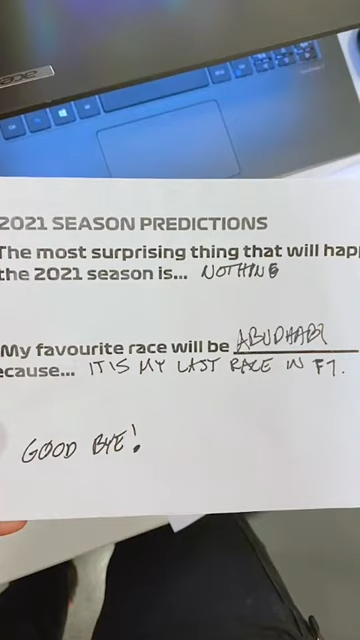 acer
2021 SEASON PREDICTIONS
The most surprising thing that will happ
the 2021 season is... NOTHING
My favourite race will be ABUDHABI
ecause... IT IS MY LAST RACE IN F1.
GOOD BYE!